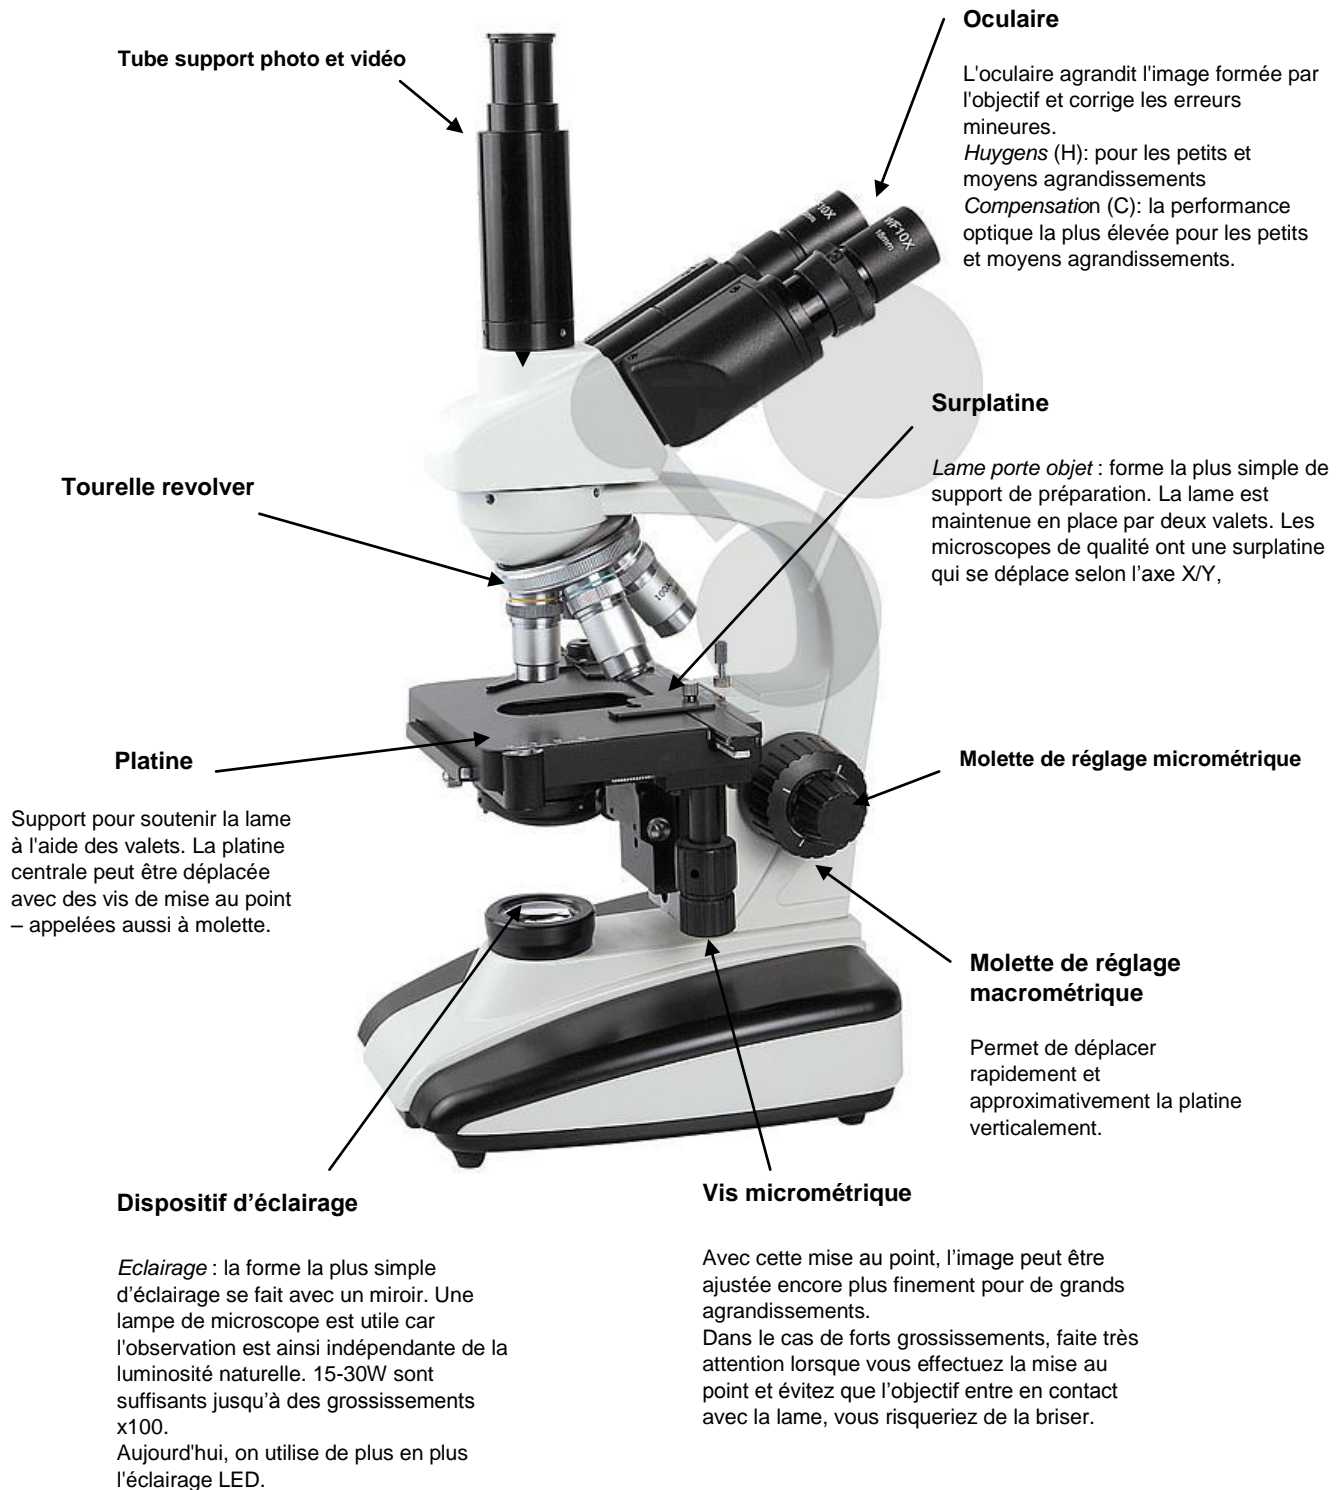 Tube support photo et vidéo
Oculaire
L'oculaire agrandit l'image formée par
l'objectif et corrige les erreurs
mineures.
Huygens (H): pour les petits et
moyens agrandissements
Compensation (C): la performance
optique la plus élevée pour les petits
et moyens agrandissements.
WF10X
18mm
10X
Surplatine
Lame porte objet : forme la plus simple de
support de préparation. La lame est
maintenue en place par deux valets. Les
microscopes de qualité ont une surplatine
qui se déplace selon l’axe X/Y,
Tourelle revolver
100X
Platine
Support pour soutenir la lame
à l'aide des valets. La platine
centrale peut être déplacée
avec des vis de mise au point
– appelées aussi à molette.
Molette de réglage micrométrique
Molette de réglage
macrométrique
Permet de déplacer
rapidement et
approximativement la platine
verticalement.
Dispositif d’éclairage
Eclairage : la forme la plus simple
d’éclairage se fait avec un miroir. Une
lampe de microscope est utile car
l'observation est ainsi indépendante de la
luminosité naturelle. 15-30W sont
suffisants jusqu’à des grossissements
x100.
Aujourd'hui, on utilise de plus en plus
l'éclairage LED.
Vis micrométrique
Avec cette mise au point, l’image peut être
ajustée encore plus finement pour de grands
agrandissements.
Dans le cas de forts grossissements, faite très
attention lorsque vous effectuez la mise au
point et évitez que l’objectif entre en contact
avec la lame, vous risqueriez de la briser.